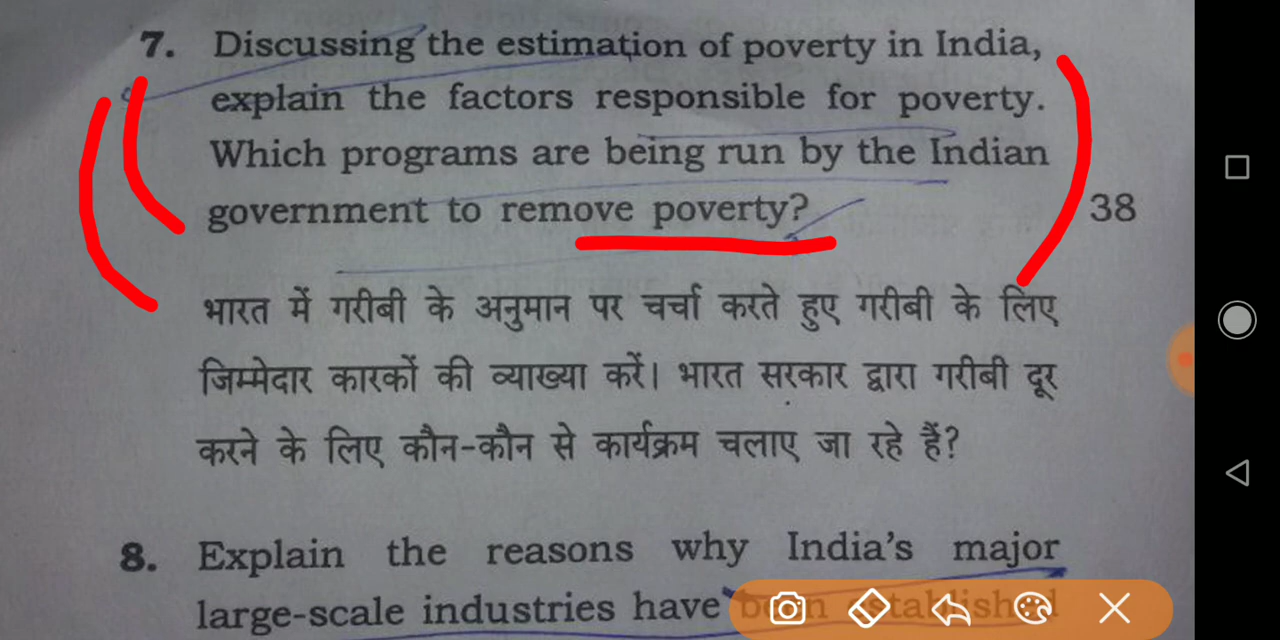 7. Discussing the estimation of poverty in India,
explain the factors responsible for poverty.
Which programs are being run by the Indian
government to remove poverty? 38
भारत में गरीबी के अनुमान पर चर्चा करते हुए गरीबी के लिए
जिम्मेदार कारकों की व्याख्या करें। भारत सरकार द्वारा गरीबी दूर
करने के लिए कौन-कौन से कार्यक्रम चलाए जा रहे हैं?
8. Explain the reasons why India's major
large-scale industries have been established